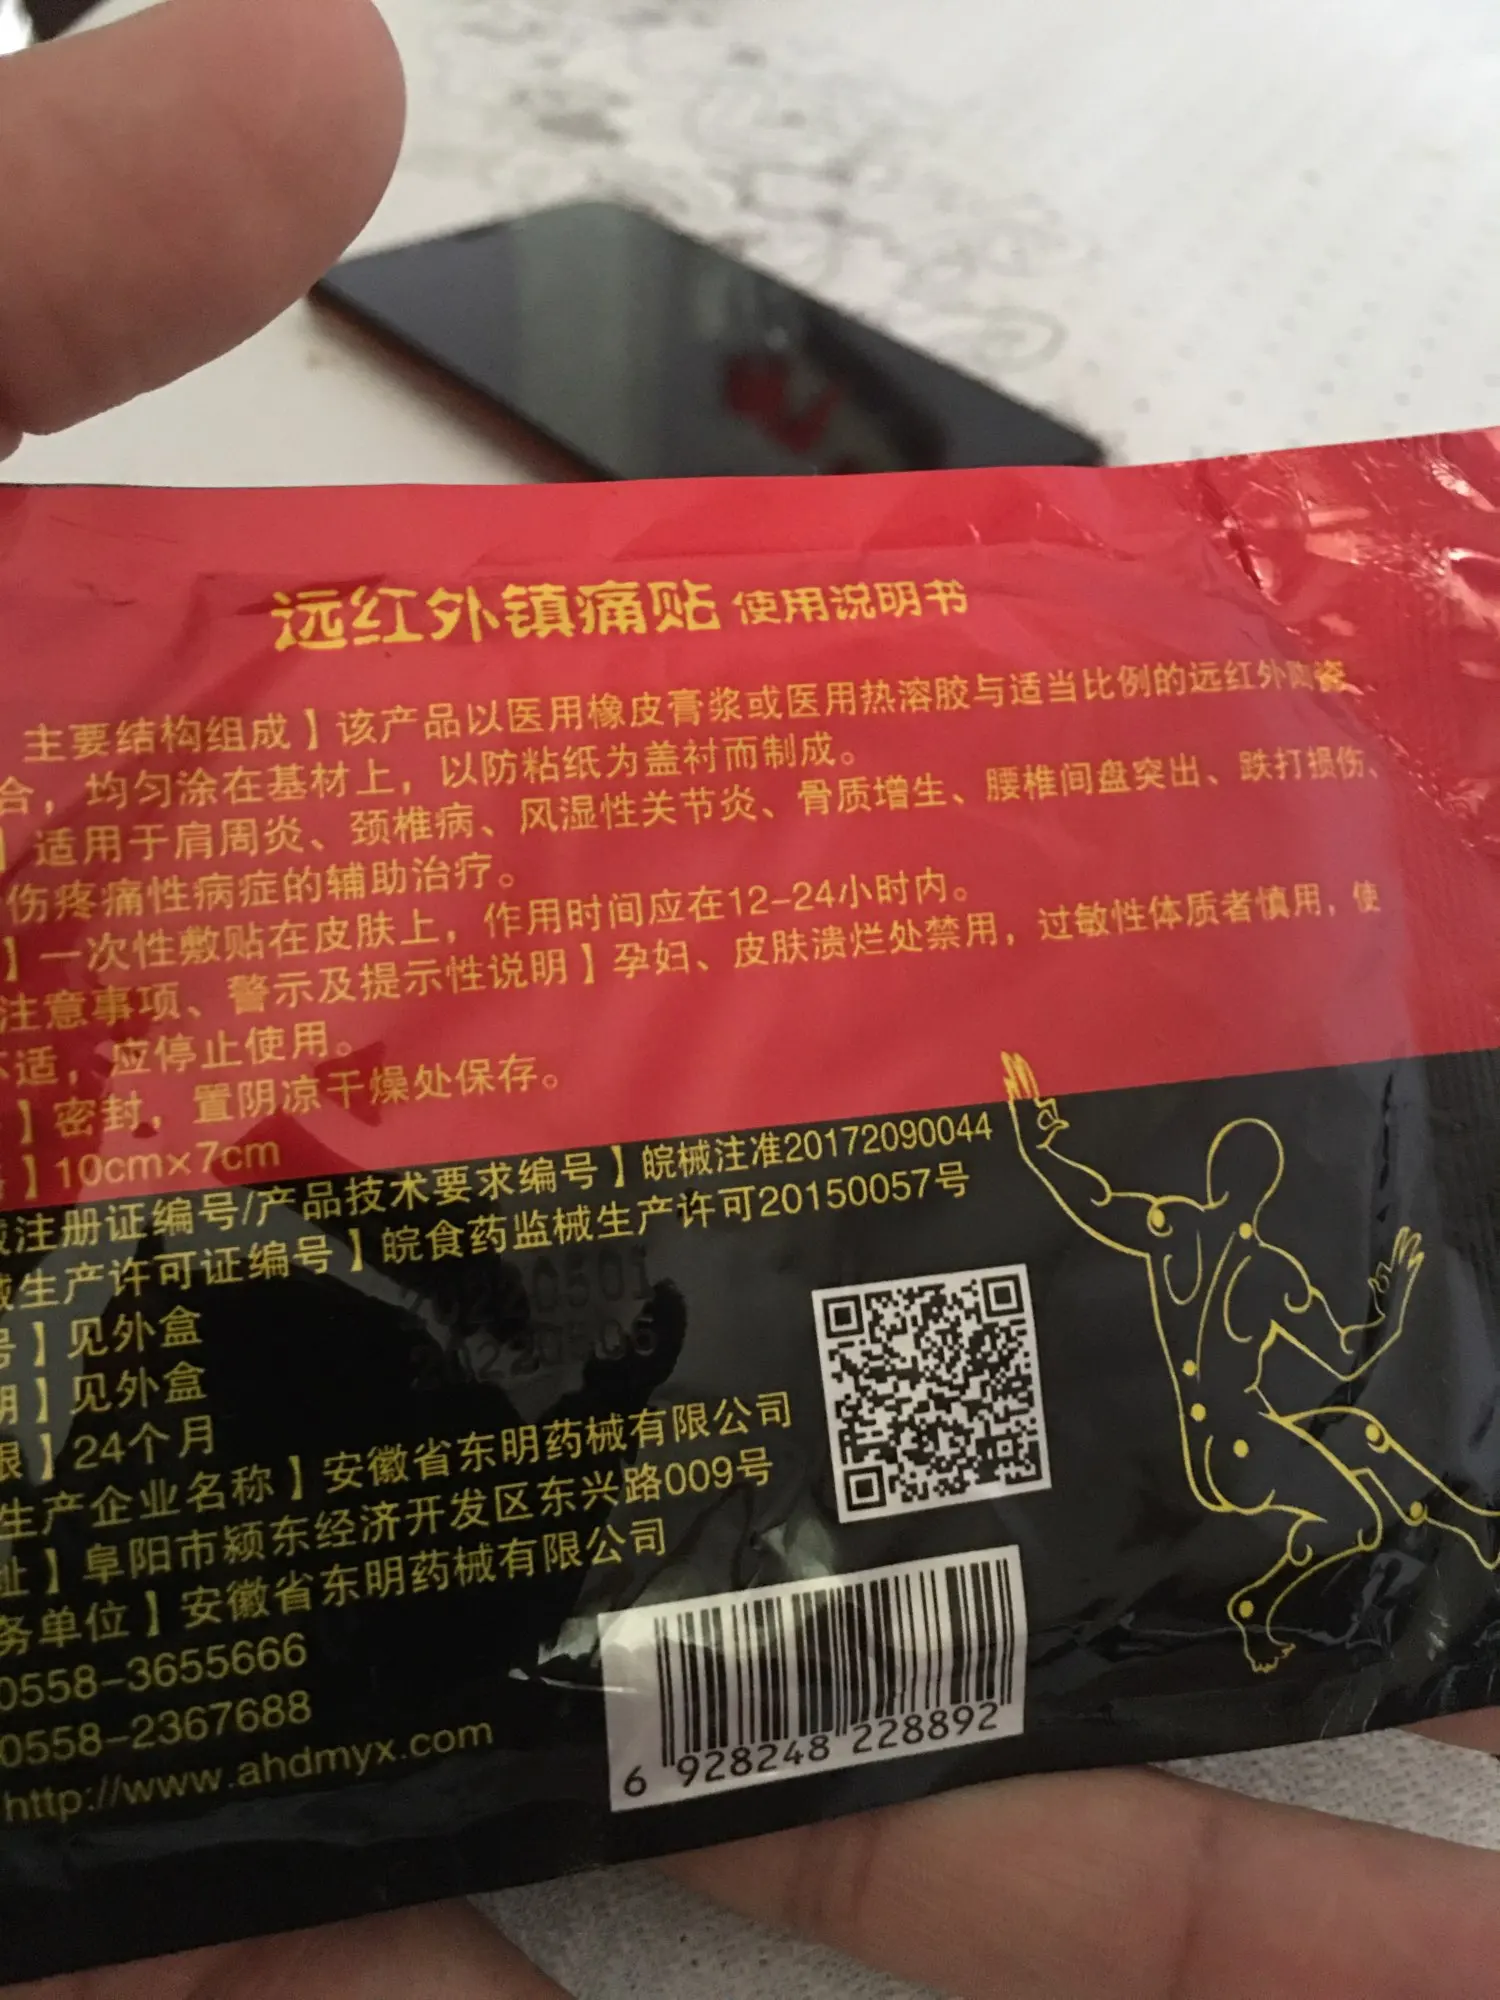 远红外镇痛贴 使用说明书
主要结构组成】该产品以医用橡皮膏浆或医用热溶胶与适当比例的远红外陶瓷
合，均匀涂在基材上，以防粘纸为盖衬而制成。
】适用于肩周炎、颈椎病、风湿性关节炎、骨质增生、腰椎间盘突出、跌打损伤、
伤疼痛性病症的辅助治疗。
】一次性敷贴在皮肤上，作用时间应在12-24小时内。
注意事项、警示及提示性说明】孕妇、皮肤溃烂处禁用，过敏性体质者慎用，使
不适，应停止使用。
】密封，置阴凉干燥处保存。
】10cm×7cm
械注册证编号/产品技术要求编号】皖械注准20172090044
械生产许可证编号】皖食药监械生产许可20150057号
号】见外盒
期】见外盒
20220501
20220506
限】24个月
生产企业名称】安徽省东明药械有限公司
址】阜阳市颍东经济开发区东兴路009号
务单位】安徽省东明药械有限公司
0558-3655666
0558-2367688
http://www.ahdmyx.com
6 928248 228892